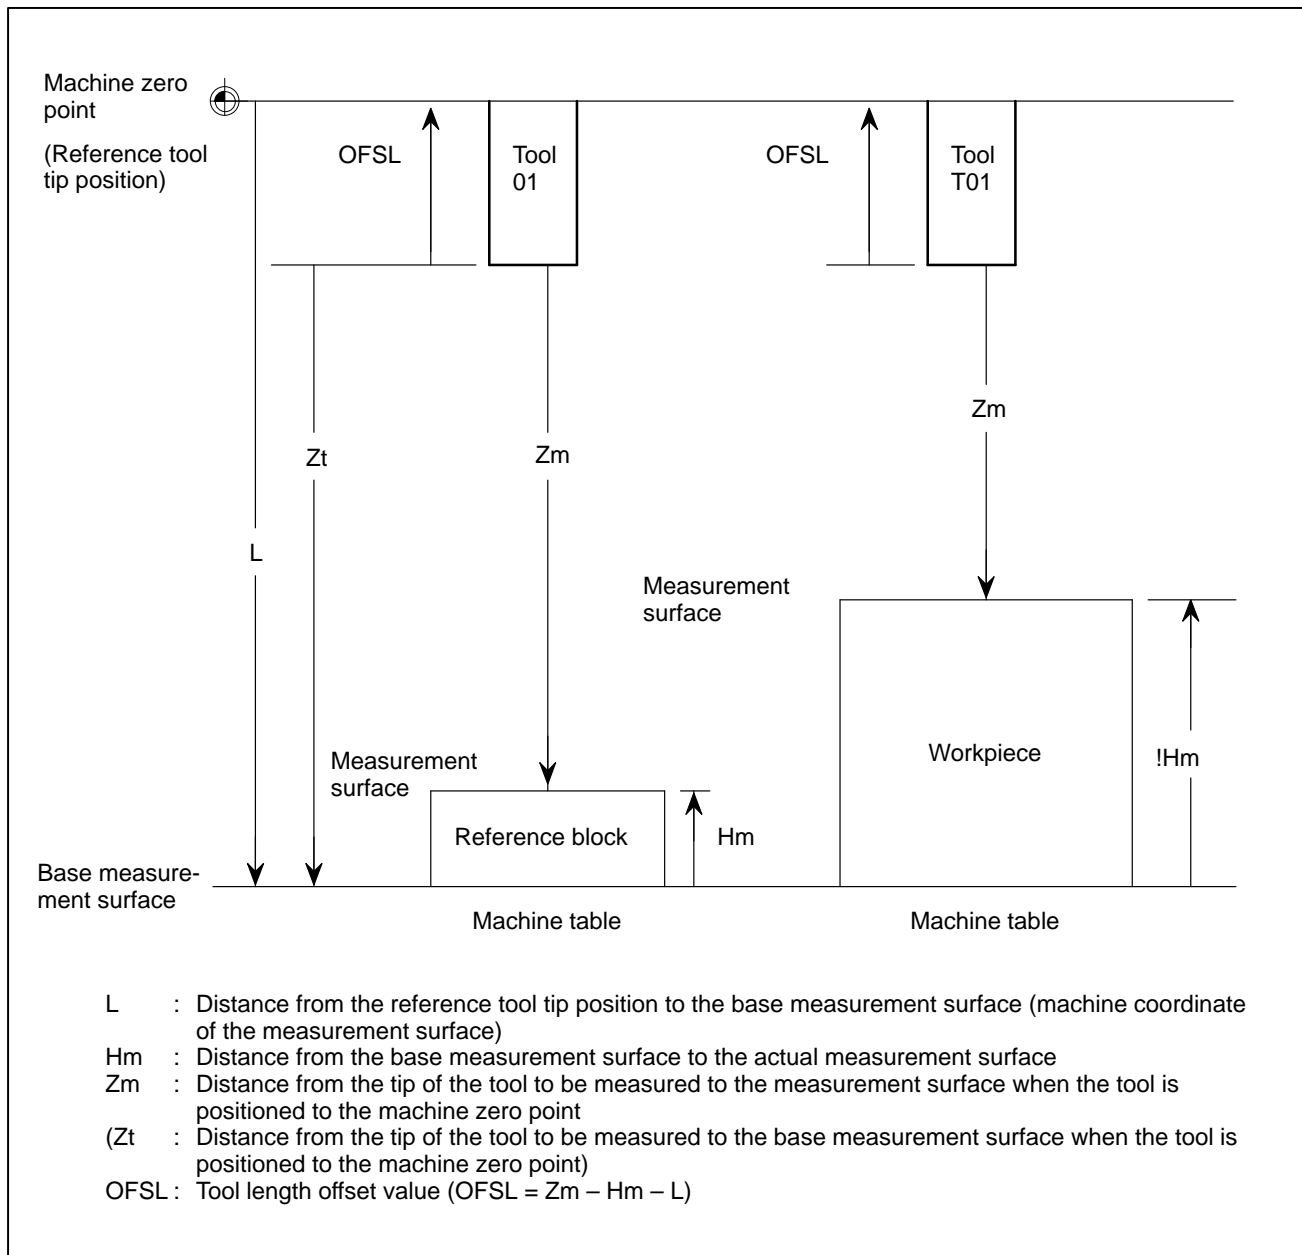 Machine zero
point
(Reference tool
tip position)
OFSL
Tool
01
OFSL
Tool
T01
Zt
Zm
Zm
L
Measurement
surface
Measurement
surface
Workpiece
!Hm
Reference block
Hm
Base measure-
ment surface
Machine table
Machine table
L : Distance from the reference tool tip position to the base measurement surface (machine coordinate
of the measurement surface)
Hm : Distance from the base measurement surface to the actual measurement surface
Zm : Distance from the tip of the tool to be measured to the measurement surface when the tool is
positioned to the machine zero point
(Zt : Distance from the tip of the tool to be measured to the base measurement surface when the tool is
positioned to the machine zero point)
OFSL : Tool length offset value (OFSL = Zm – Hm – L)